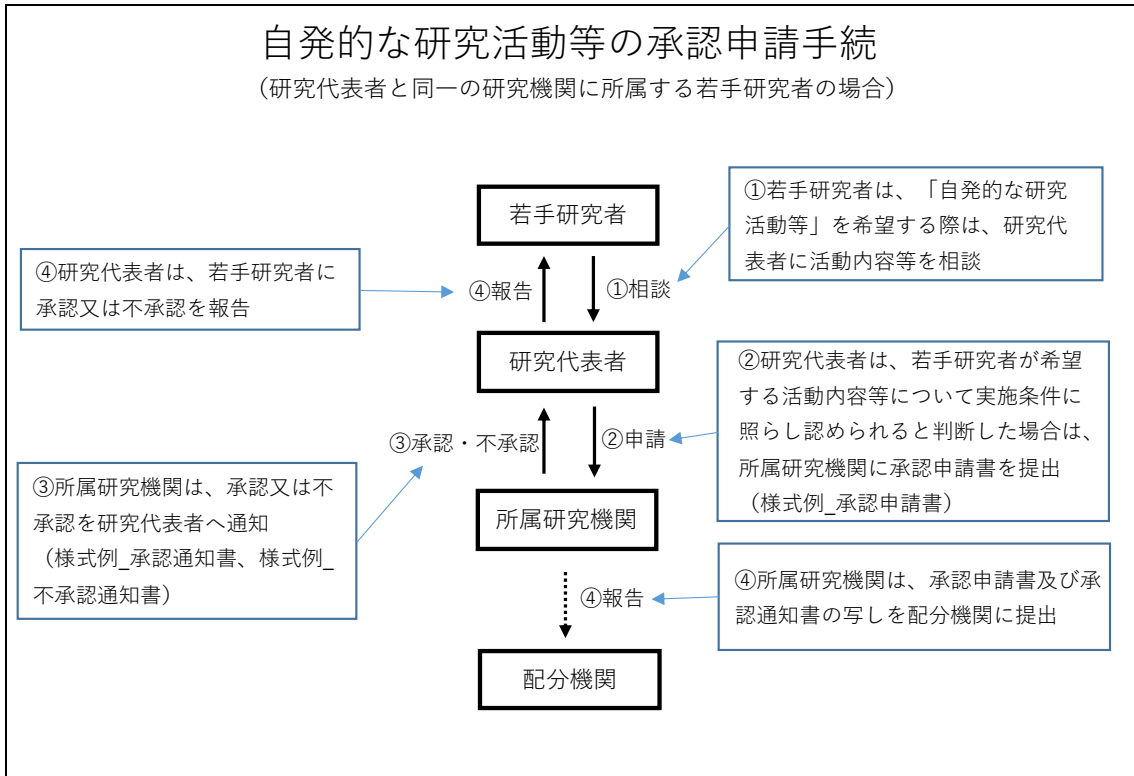 自発的な研究活動等の承認申請手続
（研究代表者と同一の研究機関に所属する若手研究者の場合）
若手研究者
①若手研究者は、「自発的な研究
活動等」を希望する際は、研究代
表者に活動内容等を相談
④研究代表者は、若手研究者に
承認又は不承認を報告
④報告
①相談
研究代表者
②研究代表者は、若手研究者が希望
する活動内容等について実施条件に
照らし認められると判断した場合は、
所属研究機関に承認申請書を提出
（様式例_承認申請書）
③承認・不承認
②申請
③所属研究機関は、承認又は不
承認を研究代表者へ通知
（様式例_承認通知書、様式例_
不承認通知書）
所属研究機関
④報告
④所属研究機関は、承認申請書及び承
認通知書の写しを配分機関に提出
配分機関